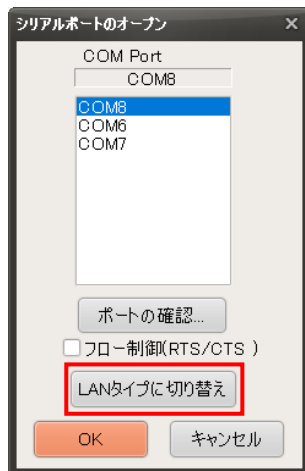 シリアルポートのオープン
COM Port
COM8
COM8
COM6
COM7
ポートの確認...
フロー制御(RTS/CTS )
LANタイプに切り替え
OK
キャンセル